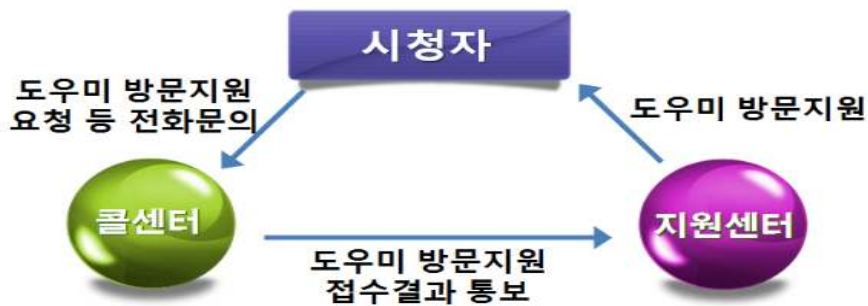 시청자
도우미 방문지원
요청 등 전화문의
도우미 방문지원
콜센터
지원센터
도우미 방문지원
접수결과 통보